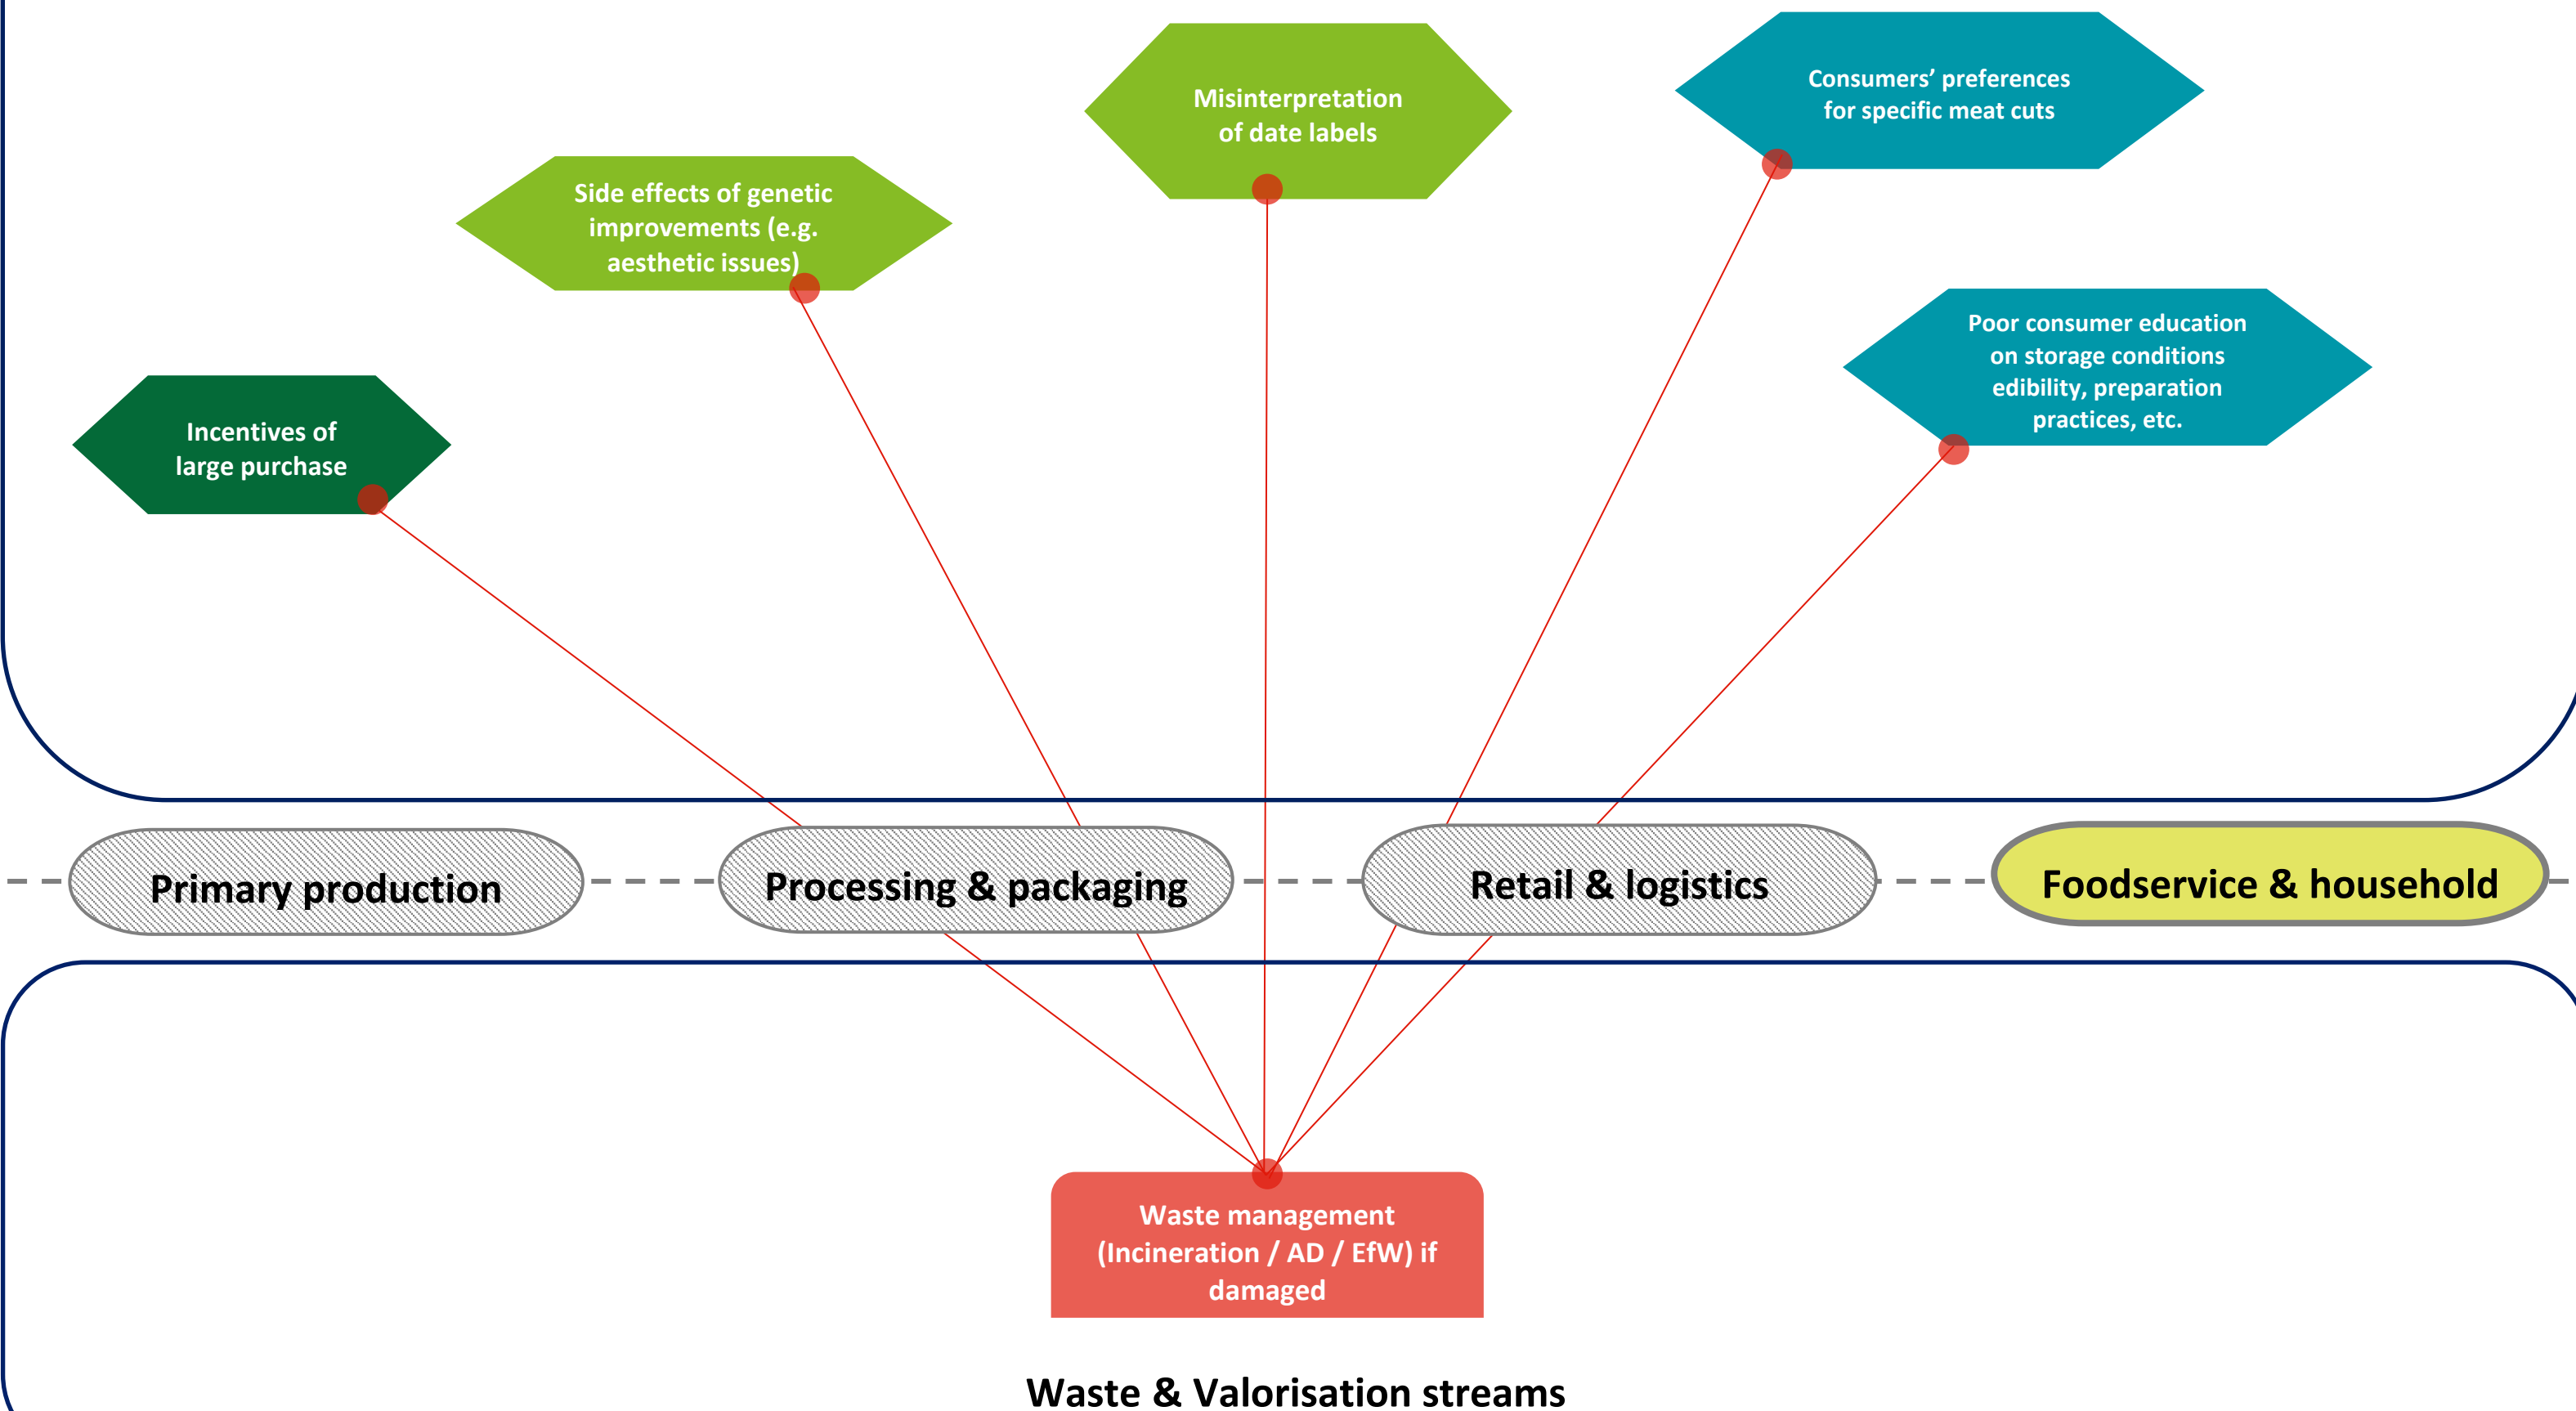 Consumers’ preferences
for specific meat cuts
Misinterpretation
of date labels
Side effects of genetic
improvements (e.g.
aesthetic issues)
Poor consumer education
on storage conditions
edibility, preparation
practices, etc.
Incentives of
large purchase
Primary production
Processing & packaging
Retail & logistics
Foodservice & household
Waste management
(Incineration / AD / EfW) if
damaged
Waste & Valorisation streams